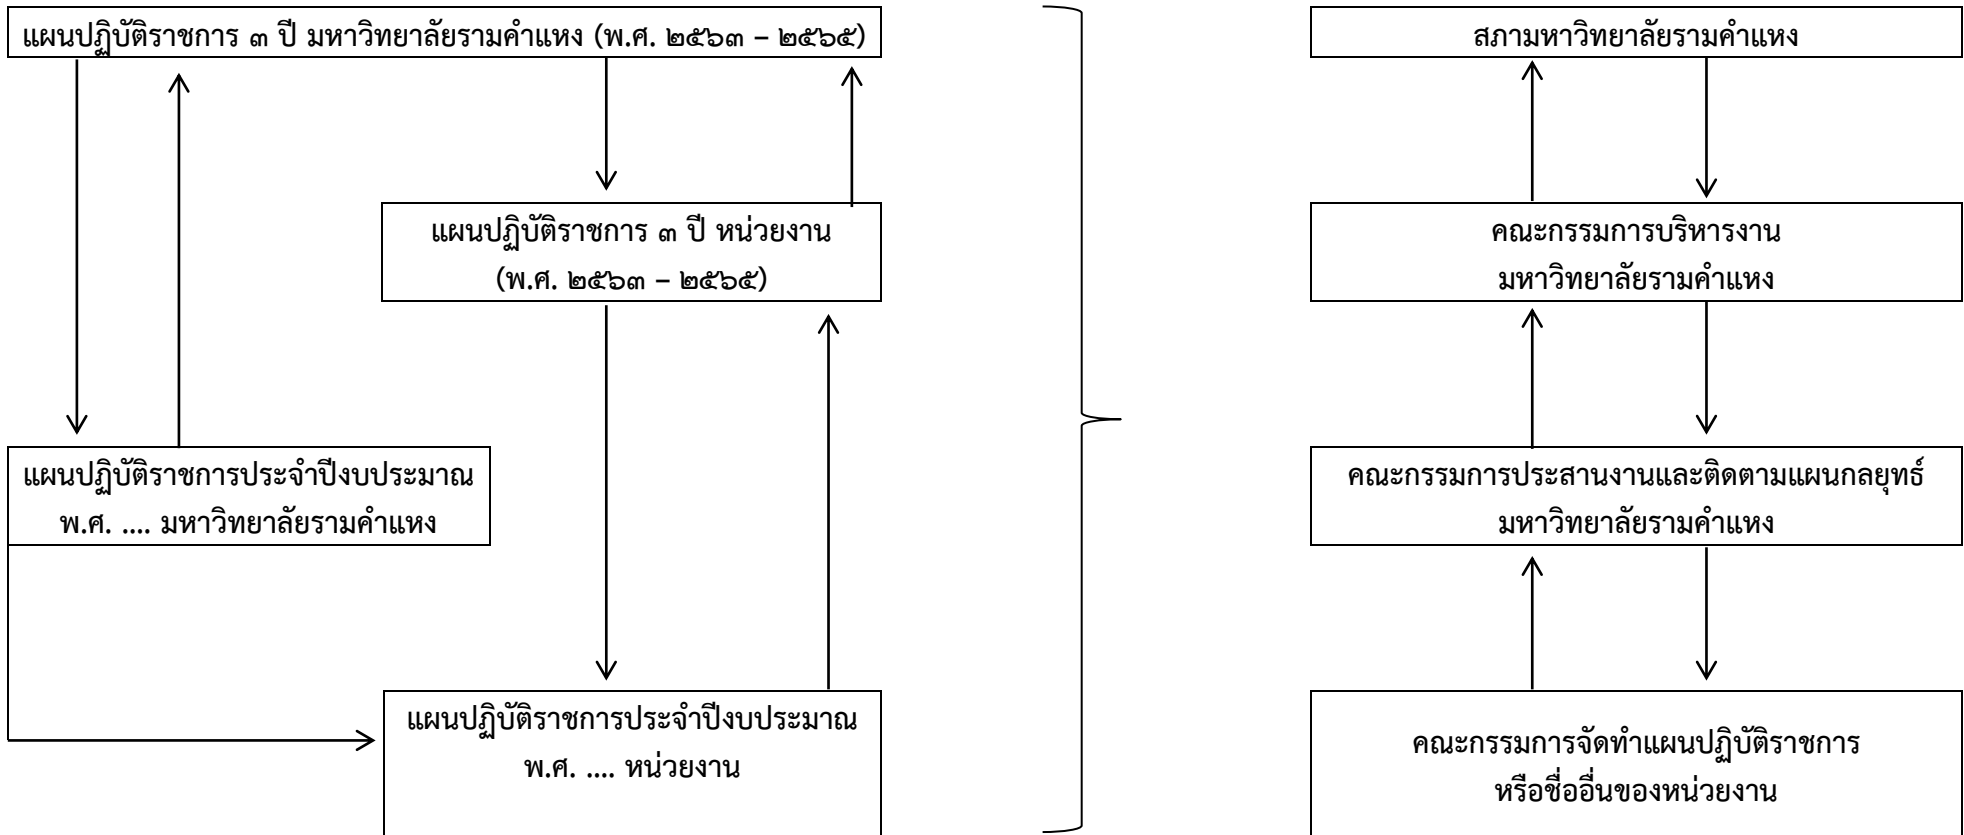 แผนปฏิบัติราชการ ๓ ปี มหาวิทยาลัยรามคำแหง (พ.ศ. ๒๕๖๓ – ๒๕๖๕)
แผนปฏิบัติราชการ ๓ ปี หน่วยงาน
(พ.ศ. ๒๕๖๓ – ๒๕๖๕)
แผนปฏิบัติราชการประจำปีงบประมาณ
พ.ศ. .... มหาวิทยาลัยรามคำแหง
แผนปฏิบัติราชการประจำปีงบประมาณ
พ.ศ. .... หน่วยงาน
สภามหาวิทยาลัยรามคำแหง
คณะกรรมการบริหารงาน
มหาวิทยาลัยรามคำแหง
คณะกรรมการประสานงานและติดตามแผนกลยุทธ์
มหาวิทยาลัยรามคำแหง
คณะกรรมการจัดทำแผนปฏิบัติราชการ
หรือชื่ออื่นของหน่วยงาน